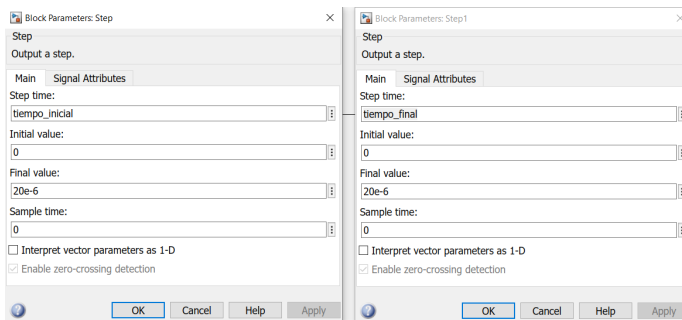 Block Parameters: Step
Step
Output a step.
Main Signal Attributes
Step time:
tiempo_inicial
Initial value:
0
Final value:
20e-6
Sample time:
0
Interpret vector parameters as 1-D
Enable zero-crossing detection
OK Cancel Help Apply
Block Parameters: Step1
Step
Output a step.
Main Signal Attributes
Step time:
tiempo_final
Initial value:
0
Final value:
20e-6
Sample time:
0
Interpret vector parameters as 1-D
Enable zero-crossing detection
OK Cancel Help Apply